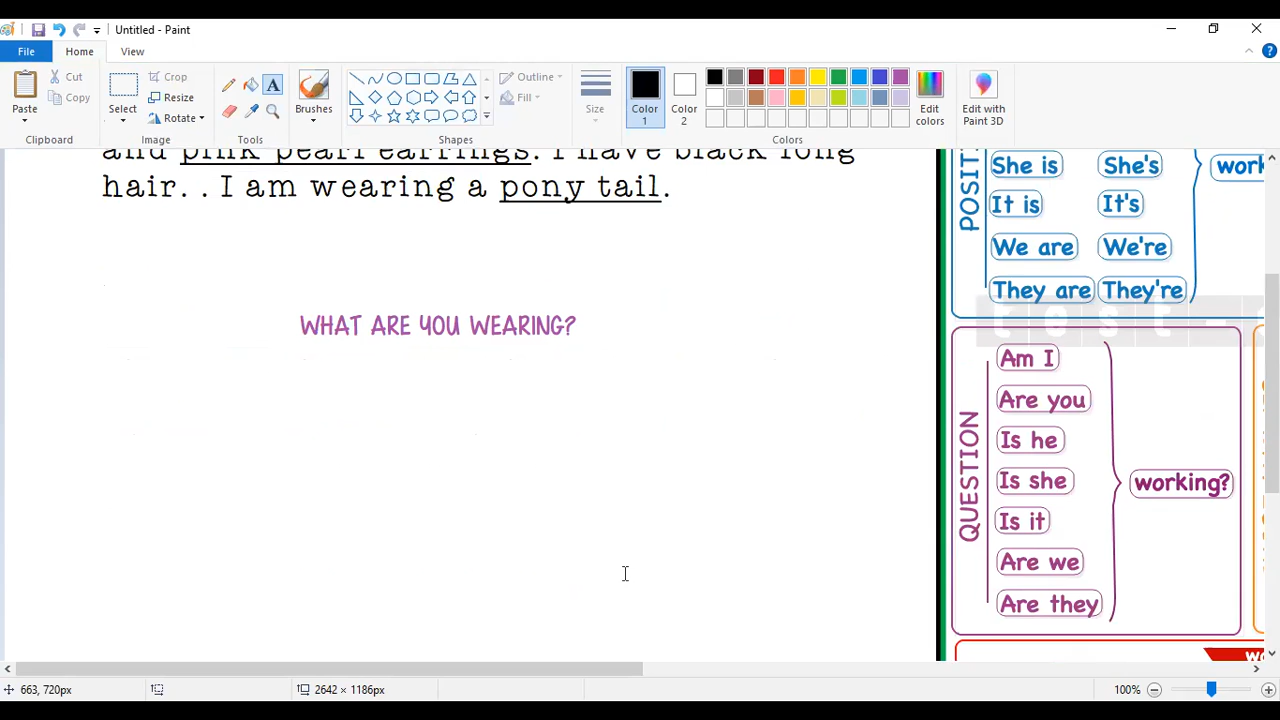 Untitled - Paint
File Home View
Paste
Cut
Copy
Clipboard
Select
Crop
Resize
Rotate
Image
A
Tools
Brushes
Shapes
Outline
Fill
Size
Color 1
Color 2
Colors
Edit colors
Edit with Paint 3D
and pink pearl earrings. I have black long
hair. . I am wearing a pony tail.
WHAT ARE YOU WEARING?
She is She's
It is It's
We are We're
They are They're
QUESTION
Am I
Are you
Is he
Is she
Is it
Are we
Are they
working?
663, 720px
2642 × 1186px
100%